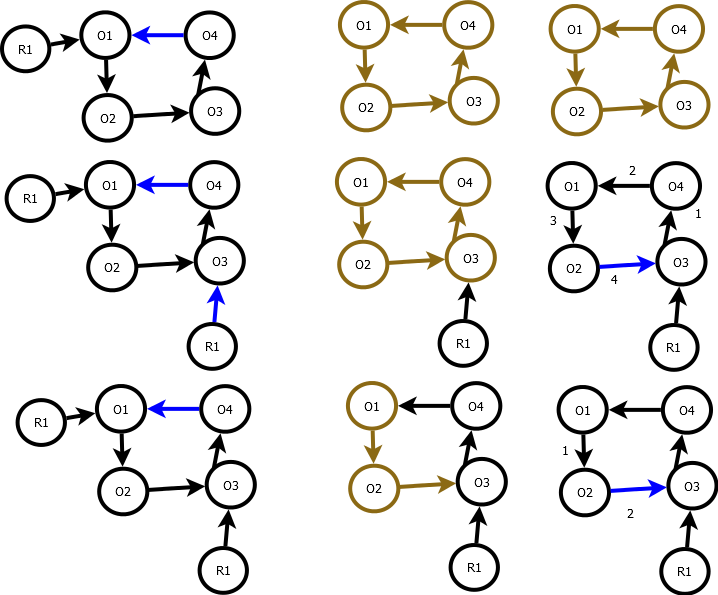 R1 O1 O4 O1 O4 O1 O4
O2 O3 O2 O3 O2 O3
R1 O1 O4 O1 O4 O1 2 O4
3 1
O2 O3 O2 O3 O2 4 O3
R1 R1 R1
R1 O1 O4 O1 O4 O1 O4
1
O2 O3 O2 O3 O2 2 O3
R1 R1 R1